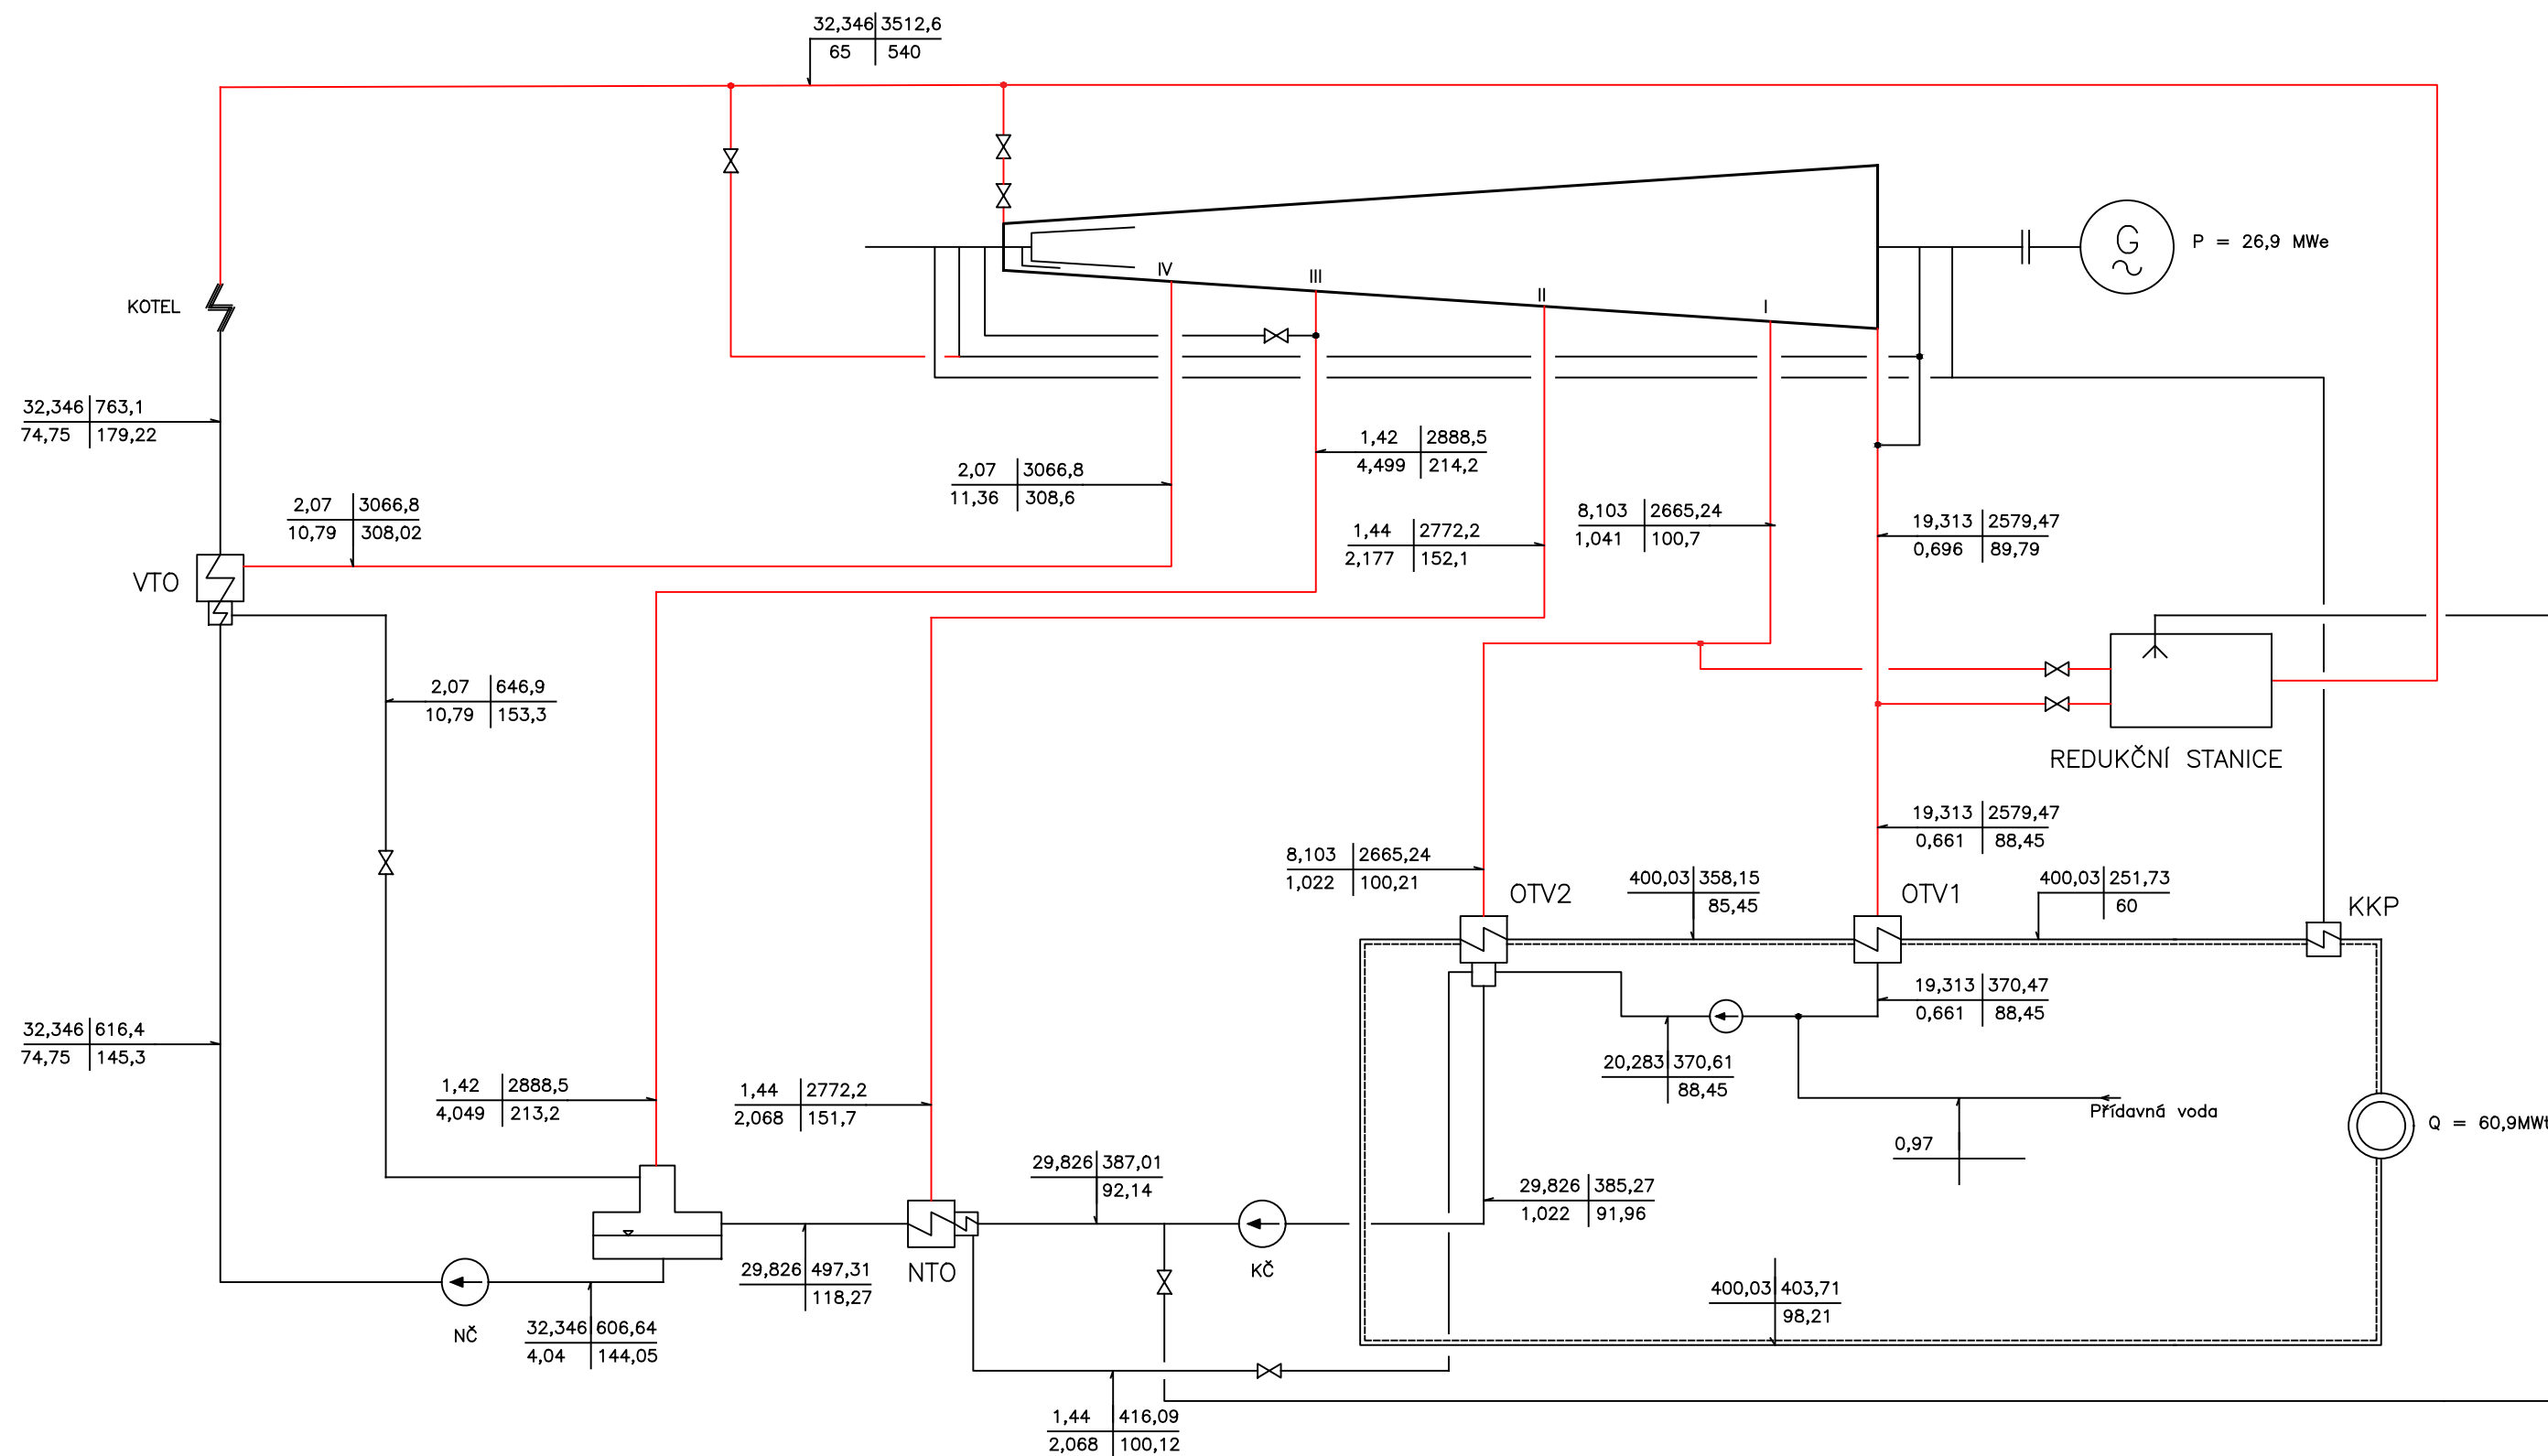 32,346 3512,6
65 540
G
P = 26,9 MWe
IV
III
II
I
KOTEL
32,346 763,1
74,75 179,22
1,42 2888,5
4,499 214,2
2,07 3066,8
11,36 308,6
2,07 3066,8
10,79 308,02
8,103 2665,24
1,041 100,7
19,313 2579,47
0,696 89,79
1,44 2772,2
2,177 152,1
VTO
2,07 646,9
10,79 153,3
REDUKČNÍ STANICE
19,313 2579,47
0,661 88,45
8,103 2665,24
1,022 100,21
400,03 358,15
85,45
400,03 251,73
60
OTV2
OTV1
KKP
19,313 370,47
0,661 88,45
32,346 616,4
74,75 145,3
20,283 370,61
88,45
1,42 2888,5
4,049 213,2
1,44 2772,2
2,068 151,7
Přídavná voda
Q = 60,9MWt
0,97
29,826 387,01
92,14
29,826 385,27
1,022 91,96
29,826 497,31
118,27
NTO
KČ
400,03 403,71
98,21
NČ
32,346 606,64
4,04 144,05
1,44 416,09
2,068 100,12